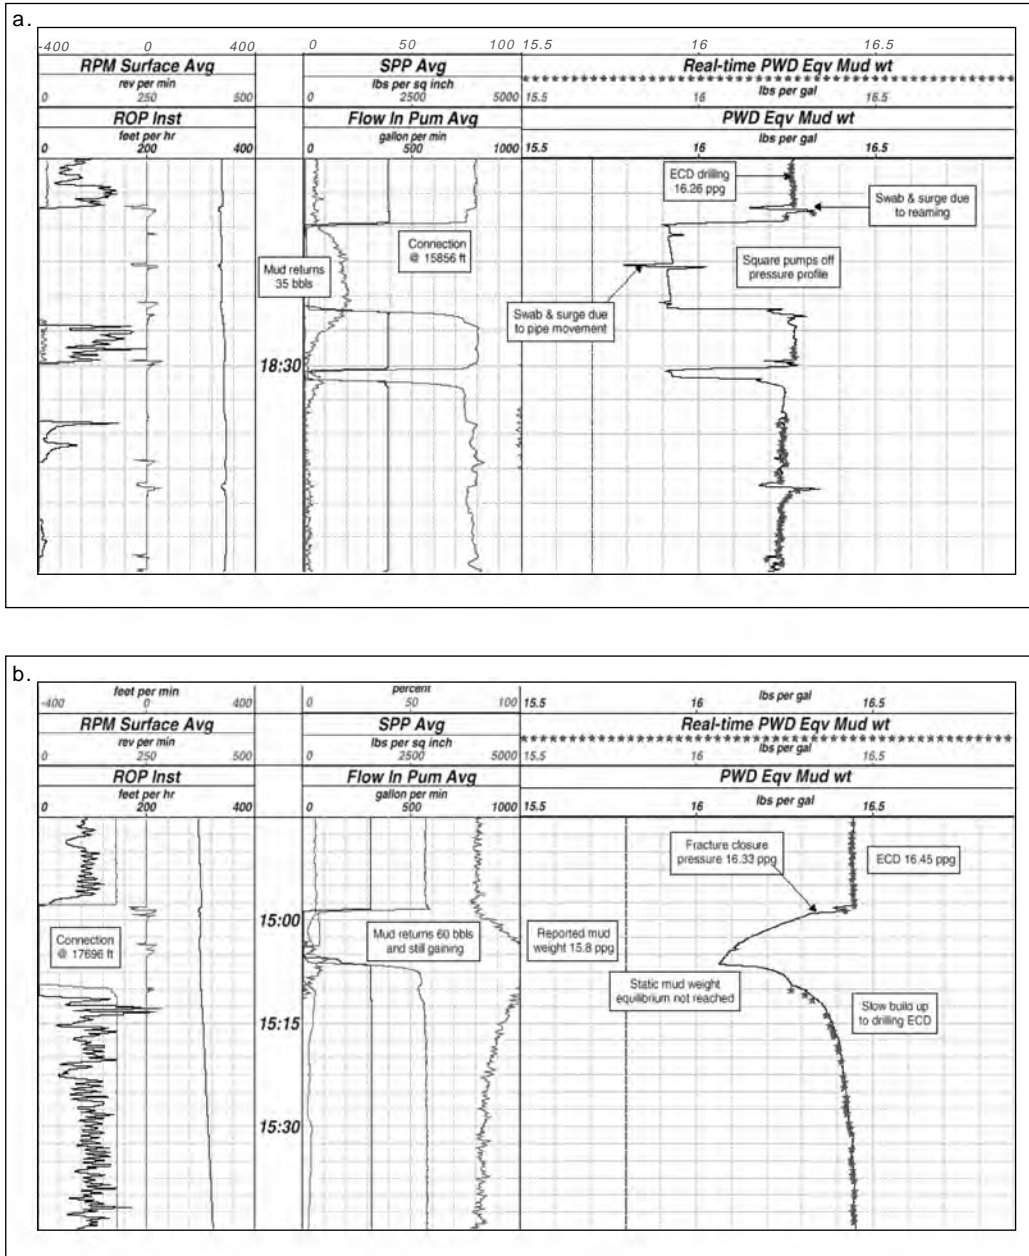 a.
-400 0 400 0 50 100 15.5 16 16.5
RPM Surface Avg SPP Avg Real-time PWD Eqv Mud wt
rev per min lbs per sq inch ****************************************
0 250 500 0 2500 5000 15.5 16 lbs per gal 16.5
ROP Inst Flow In Pum Avg PWD Eqv Mud wt
feet per hr gallon per min lbs per gal
0 200 400 0 500 1000 15.5 16 16.5
ECD drilling
16.26 ppg
Swab & surge due
to reaming
Connection
@ 15856 ft
Square pumps off
pressure profile
Mud returns
35 bbls
Swab & surge due
to pipe movement
18:30
b.
feet per min percent lbs per gal
-400 0 400 0 50 100 15.5 16 16.5
RPM Surface Avg SPP Avg Real-time PWD Eqv Mud wt
rev per min lbs per sq inch ****************************************
0 250 500 0 2500 5000 15.5 16 lbs per gal 16.5
ROP Inst Flow In Pum Avg PWD Eqv Mud wt
feet per hr gallon per min lbs per gal
0 200 400 0 500 1000 15.5 16 16.5
Fracture closure
pressure 16.33 ppg
ECD 16.45 ppg
15:00
Connection
@ 17696 ft
Mud returns 60 bbls
and still gaining
Reported mud
weight 15.8 ppg
Static mud weight
equilibrium not reached
Slow build up
to drilling ECD
15:15
15:30